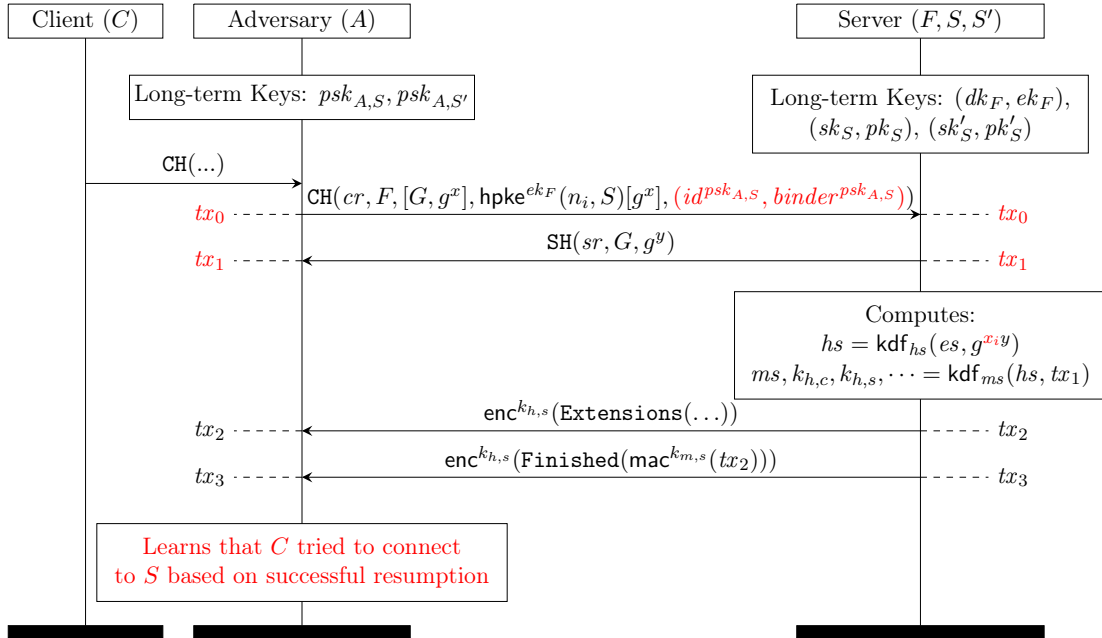 Client (C)
Adversary (A)
Server (F, S, S′)
Long-term Keys: psk_{A,S}, psk_{A,S′}
Long-term Keys: (dk_F, ek_F),
(sk_S, pk_S), (sk′_S, pk′_S)
CH(...)
CH(cr, F, [G, g^x], hpke^{ek_F}(n_i, S)[g^x], (id^{psk_{A,S}}, binder^{psk_{A,S}}))
tx_0
tx_0
SH(sr, G, g^y)
tx_1
tx_1
Computes:
hs = kdf_{hs}(es, g^{x_i y})
ms, k_{h,c}, k_{h,s}, ⋯ = kdf_{ms}(hs, tx_1)
enc^{k_{h,s}}(Extensions(...))
tx_2
tx_2
enc^{k_{h,s}}(Finished(mac^{k_{m,s}}(tx_2)))
tx_3
tx_3
Learns that C tried to connect
to S based on successful resumption